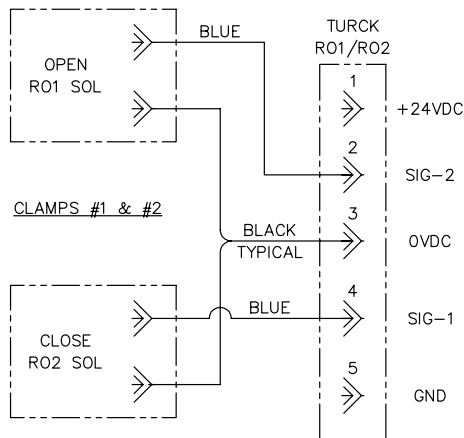 BLUE
OPEN
RO1 SOL
CLAMPS #1 & #2
BLACK
TYPICAL
BLUE
CLOSE
RO2 SOL
TURCK
RO1/RO2
1
+24VDC
2
SIG-2
3
0VDC
4
SIG-1
5
GND